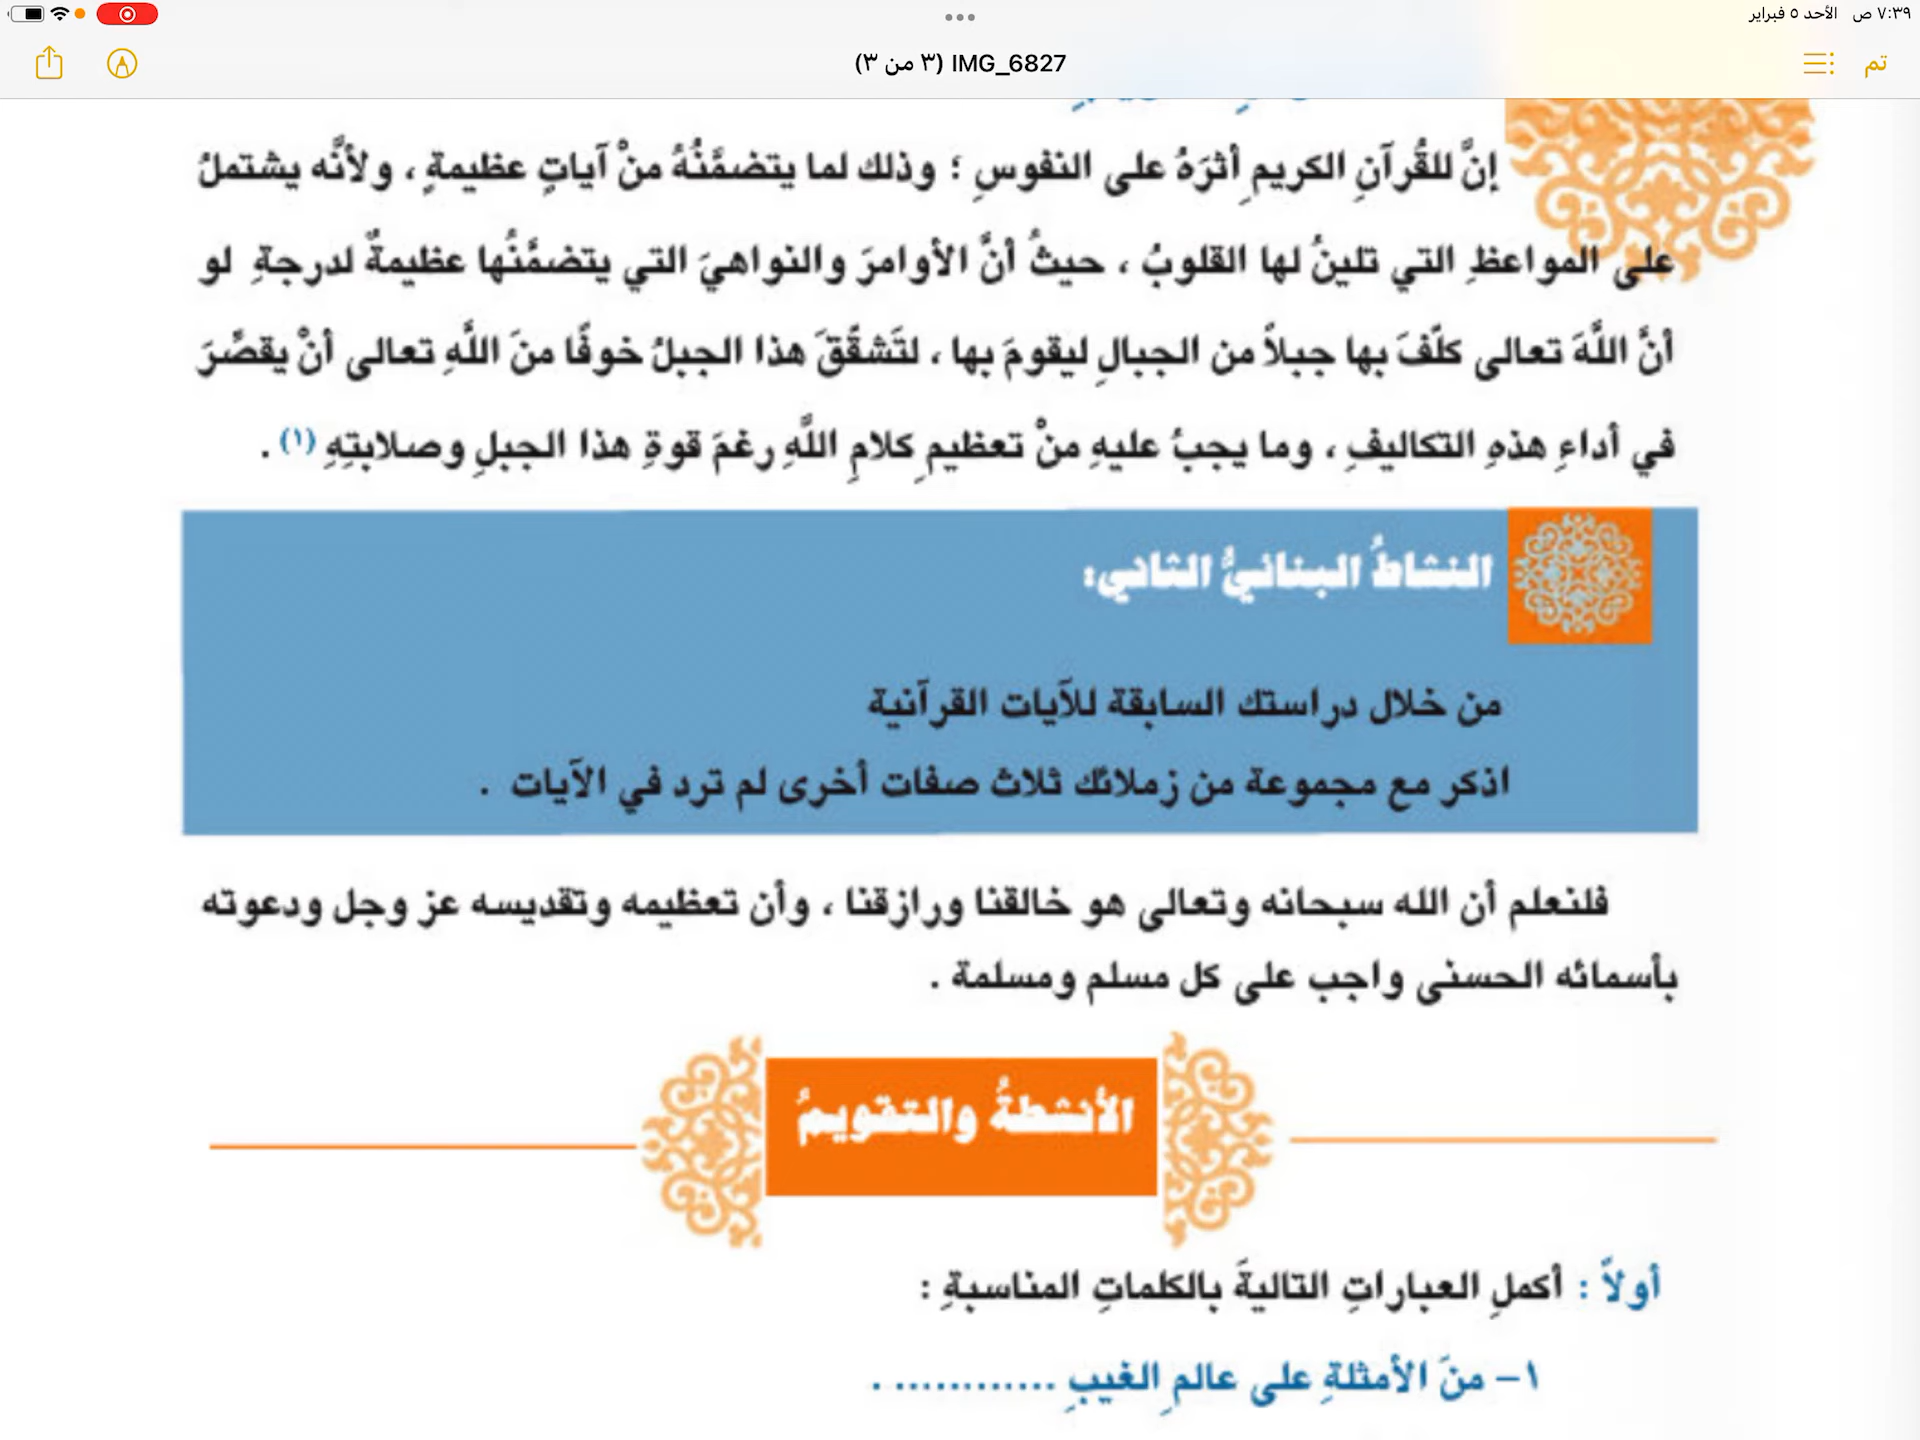 ٧:٣٩ ص الأحد ٥ فبراير
تم
IMG_6827 (٣ من ٣)
إنَّ للقُرآنِ الكريمِ أثرَهُ على النفوسِ ؛ وذلك لما يتضمَّنُهُ منْ آياتٍ عظيمةٍ ، ولأنَّه يشتملُ
على المواعظِ التي تلينُ لها القلوبُ ، حيثُ أنَّ الأوامرَ والنواهيَ التي يتضمَّنُها عظيمةٌ لدرجةِ لو
أنَّ اللَّهَ تعالى كلّفَ بها جبلاً من الجبالِ ليقومَ بها ، لتَشقَّقَ هذا الجبلُ خوفًا منَ اللَّهِ تعالى أنْ يقصِّرَ
في أداءِ هذهِ التكاليفِ ، وما يجبُ عليهِ منْ تعظيمِ كلامِ اللَّهِ رغمَ قوةِ هذا الجبلِ وصلابتِهِ (١) .
النشاطُ البنائيُّ الثاني:
من خلال دراستك السابقة للآيات القرآنية
اذكر مع مجموعة من زملائك ثلاث صفات أخرى لم ترد في الآيات .
فلنعلم أن الله سبحانه وتعالى هو خالقنا ورازقنا ، وأن تعظيمه وتقديسه عز وجل ودعوته
بأسمائه الحسنى واجب على كل مسلم ومسلمة .
الأنشطةُ والتقويمُ
أولاً : أكملِ العباراتِ التاليةَ بالكلماتِ المناسبةِ :
١- منَ الأمثلةِ على عالمِ الغيبِ ............ .